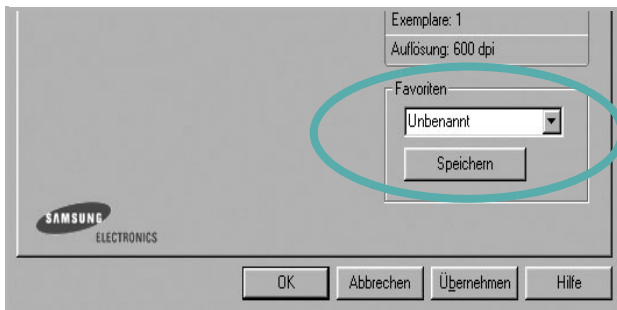 Exemplare: 1
Auflösung: 600 dpi
Favoriten
Unbenannt
Speichern
SAMSUNG
ELECTRONICS
OK Abbrechen Übernehmen Hilfe